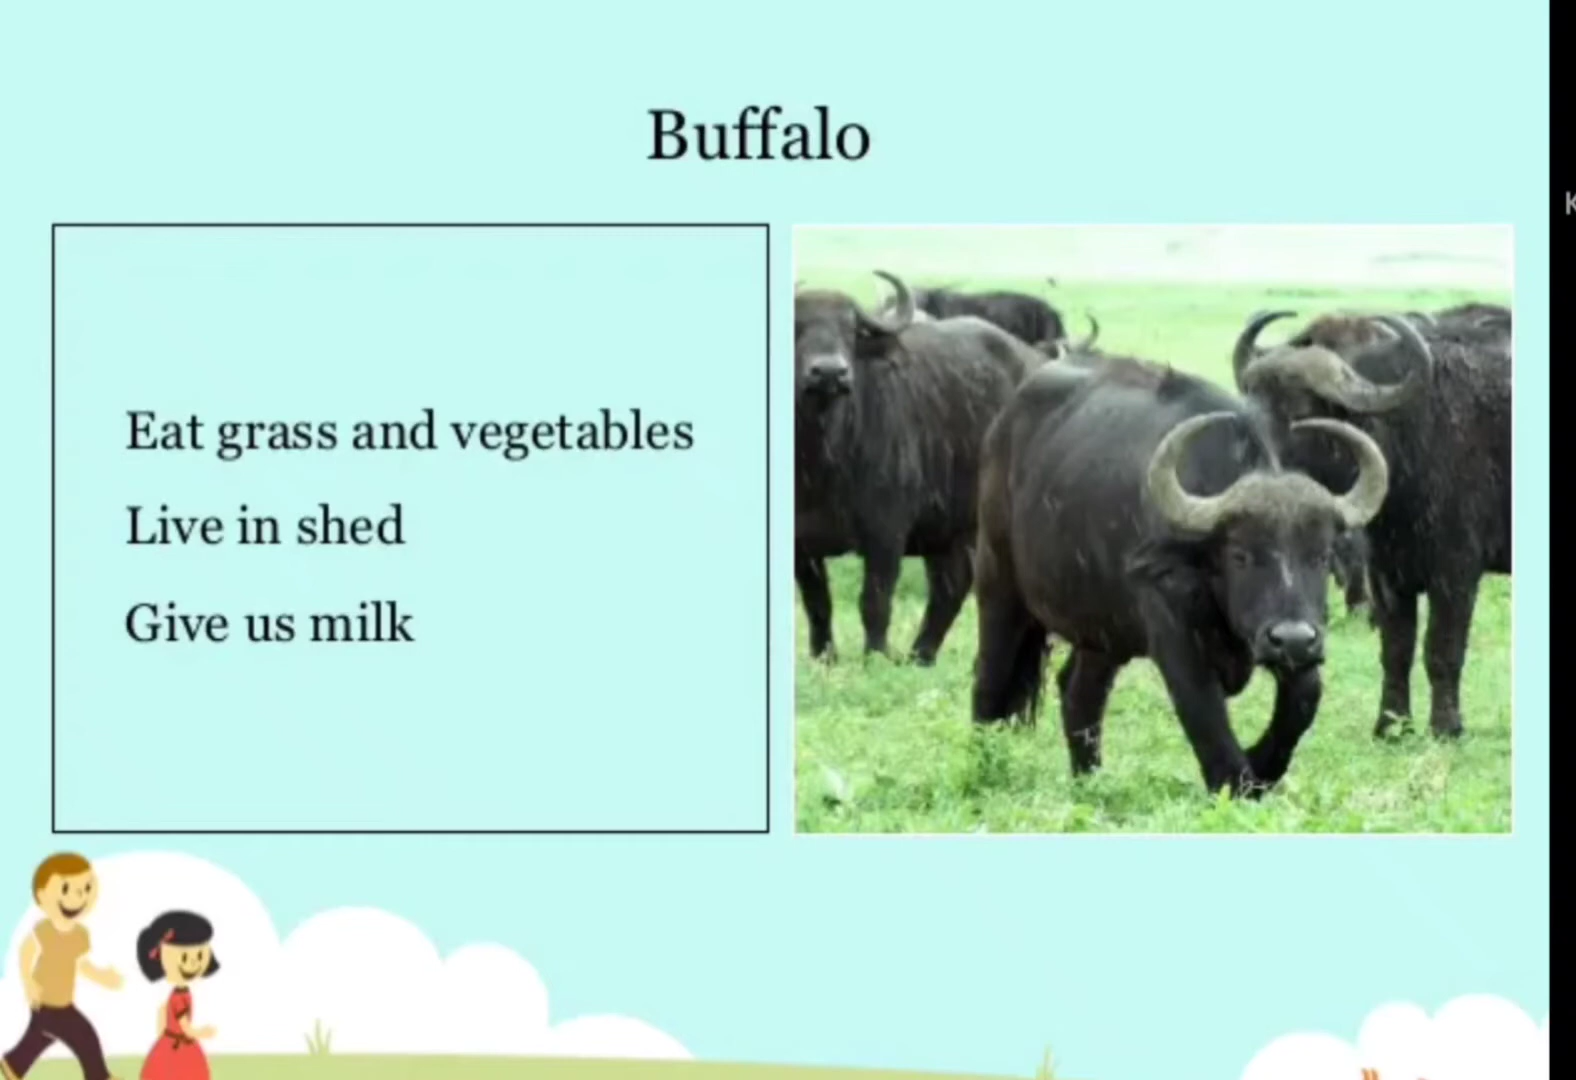 Buffalo
Eat grass and vegetables
Live in shed
Give us milk
K